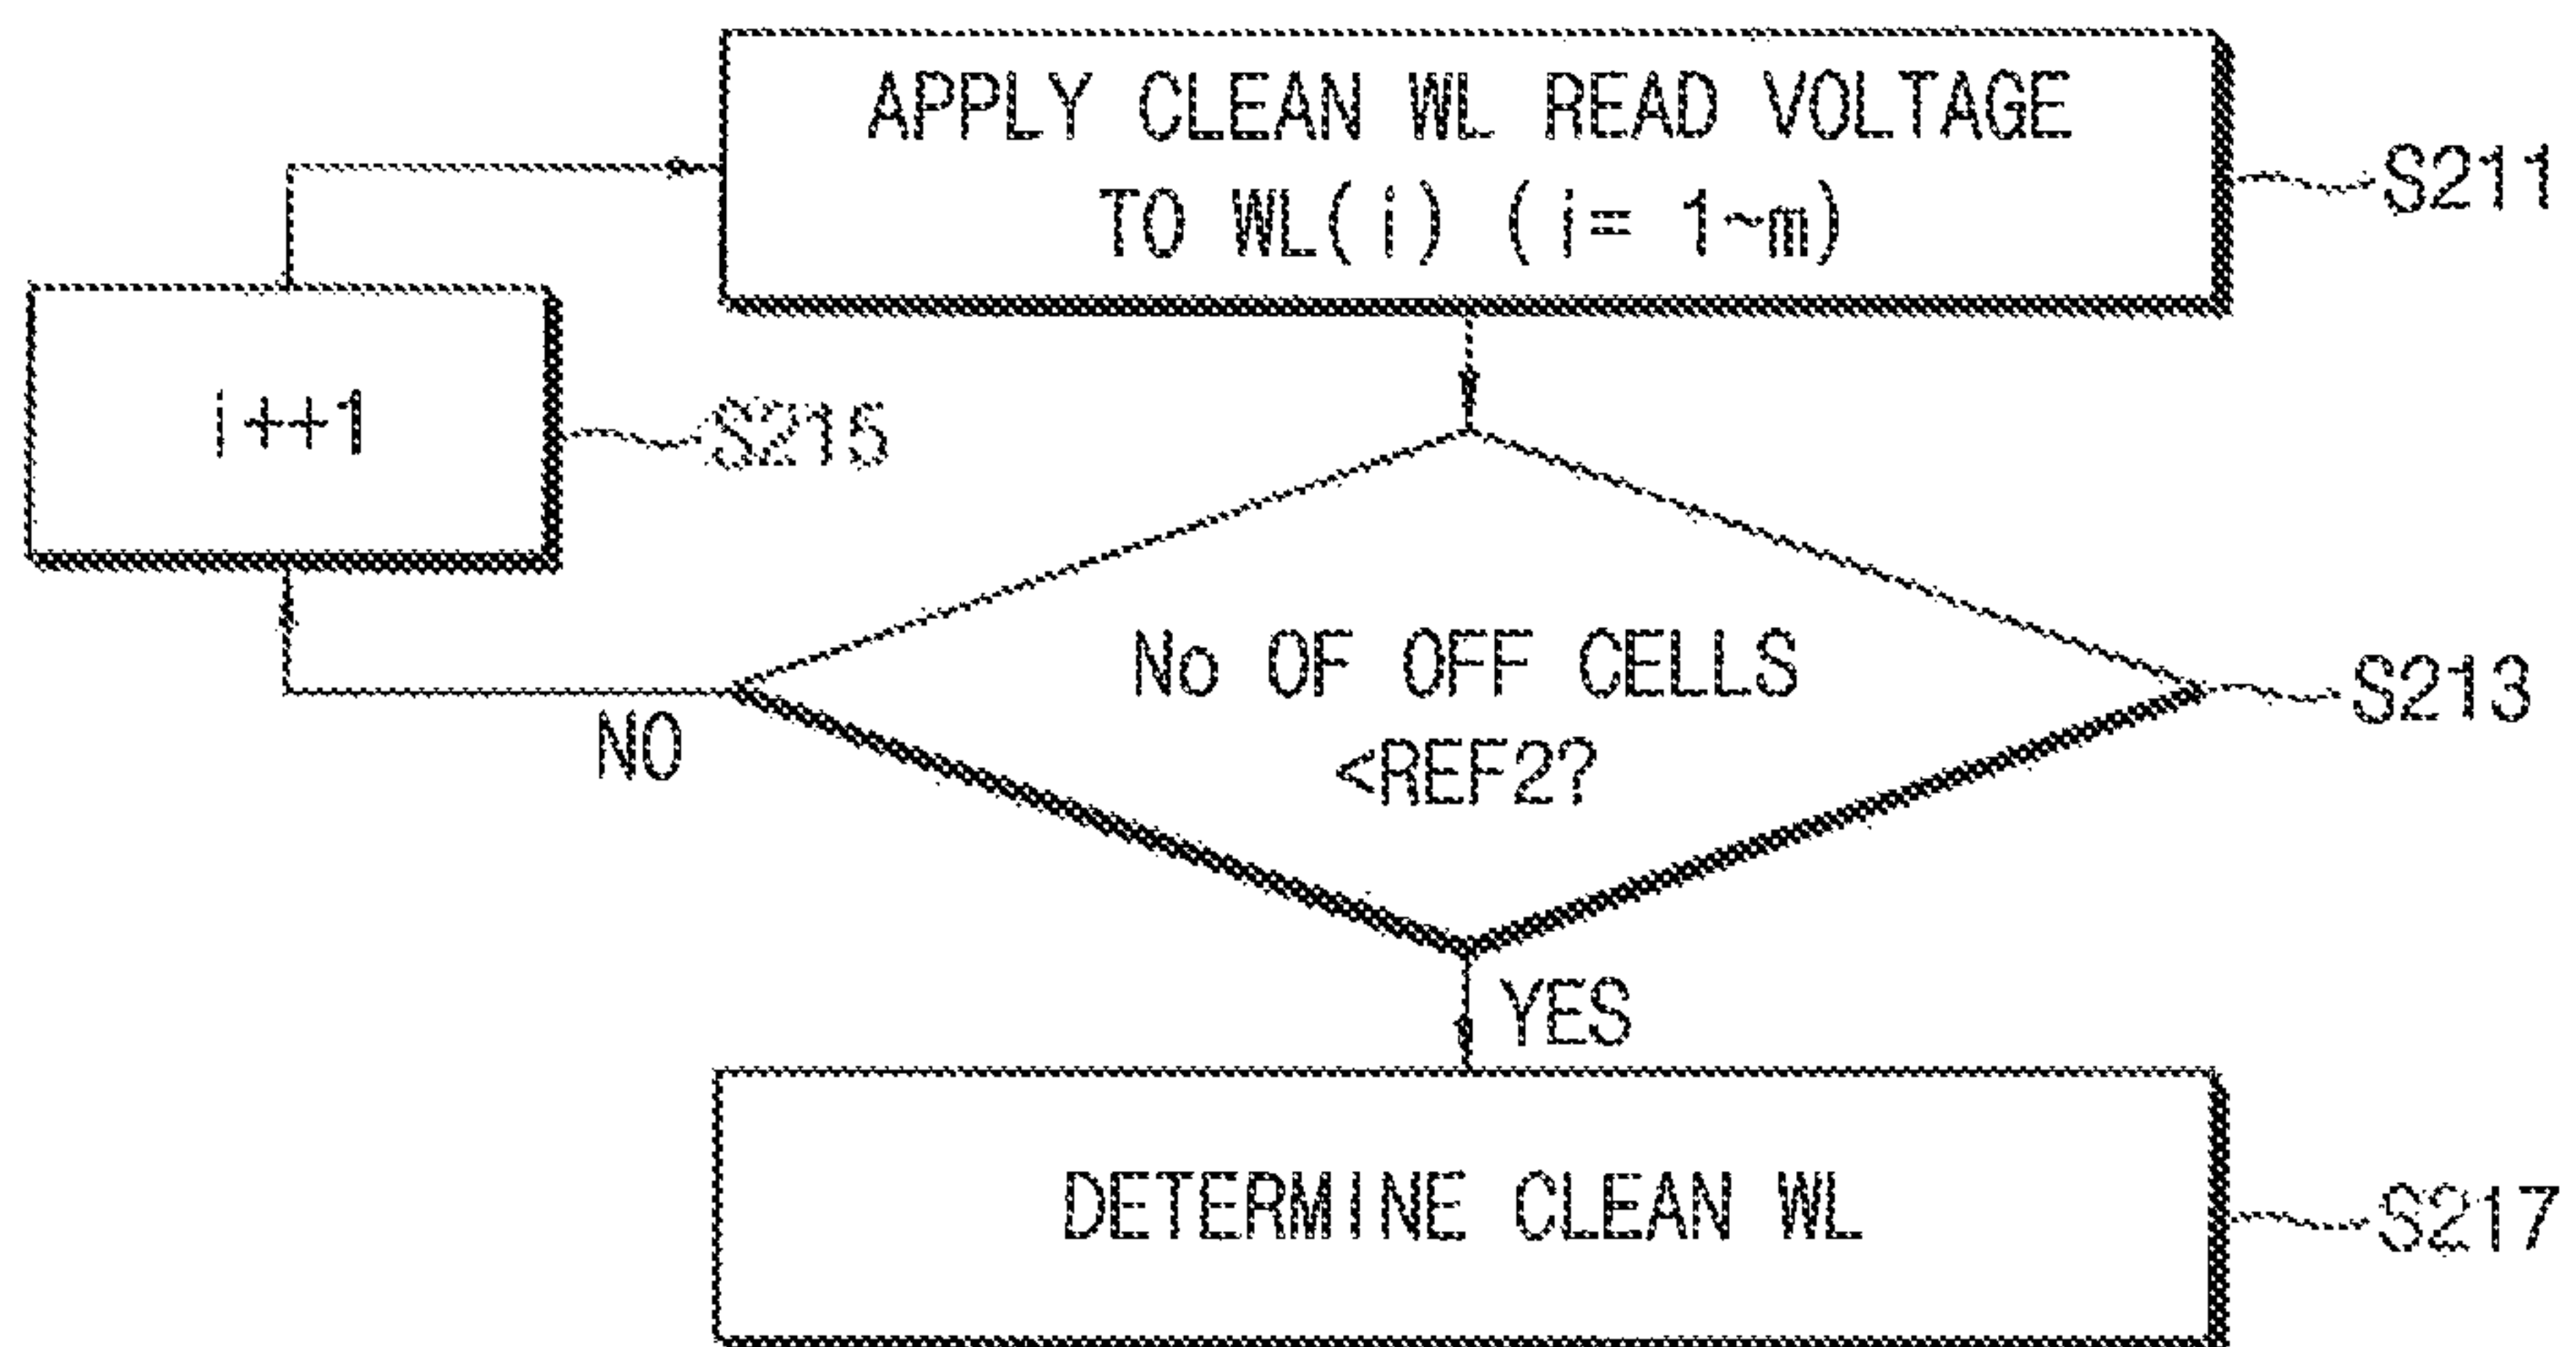 APPLY CLEAN WL READ VOLTAGE
TO WL(i) (i= 1~m)
S211
i++1
S215
No OF OFF CELLS
<REF2?
S213
NO
YES
DETERMINE CLEAN WL
S217